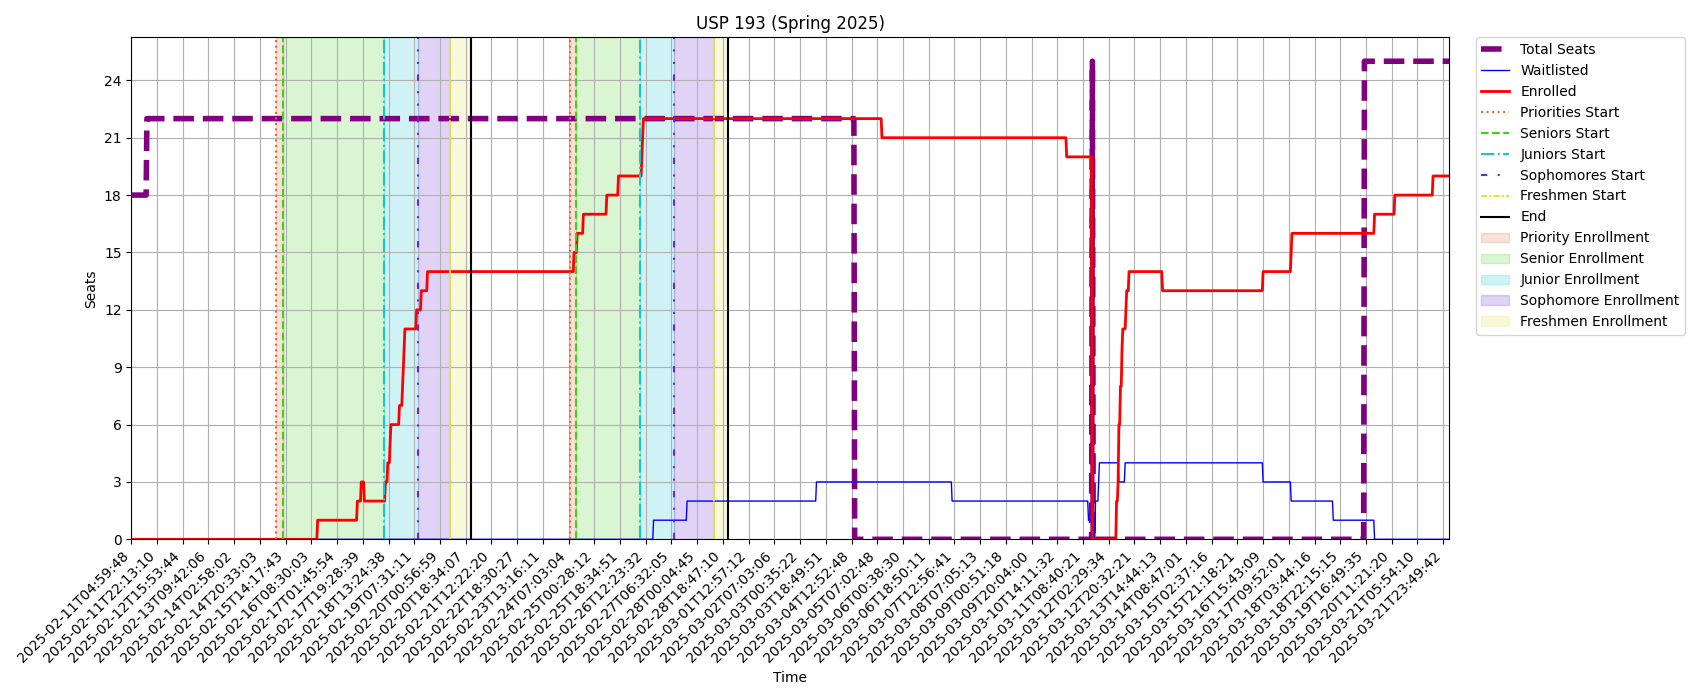 USP 193 (Spring 2025)
Seats
24
21
18
15
12
9
6
3
0
2025-02-11T04:59:48
2025-02-11T22:13:10
2025-02-12T15:53:44
2025-02-13T09:42:06
2025-02-14T02:58:02
2025-02-14T20:33:03
2025-02-15T14:17:43
2025-02-16T08:30:03
2025-02-17T01:45:54
2025-02-17T19:28:39
2025-02-18T13:24:38
2025-02-19T07:31:11
2025-02-20T00:56:59
2025-02-20T18:34:07
2025-02-21T12:22:20
2025-02-22T18:30:27
2025-02-23T13:16:11
2025-02-24T07:03:04
2025-02-25T00:28:12
2025-02-25T18:34:51
2025-02-26T12:23:32
2025-02-27T06:32:05
2025-02-28T00:04:45
2025-02-28T18:47:10
2025-03-01T12:57:12
2025-03-02T07:03:06
2025-03-03T00:35:22
2025-03-03T18:49:51
2025-03-04T12:52:48
2025-03-05T07:02:48
2025-03-06T00:38:30
2025-03-06T18:50:11
2025-03-07T12:56:41
2025-03-08T07:05:13
2025-03-09T00:51:18
2025-03-09T20:04:00
2025-03-10T14:11:32
2025-03-11T08:40:21
2025-03-12T02:29:34
2025-03-12T20:32:21
2025-03-13T14:44:13
2025-03-14T08:47:01
2025-03-15T02:37:16
2025-03-15T21:18:21
2025-03-16T15:43:09
2025-03-17T09:52:01
2025-03-18T03:44:16
2025-03-18T22:15:15
2025-03-19T16:49:35
2025-03-20T11:21:20
2025-03-21T05:54:10
2025-03-21T23:49:42
Time
Total Seats
Waitlisted
Enrolled
Priorities Start
Seniors Start
Juniors Start
Sophomores Start
Freshmen Start
End
Priority Enrollment
Senior Enrollment
Junior Enrollment
Sophomore Enrollment
Freshmen Enrollment